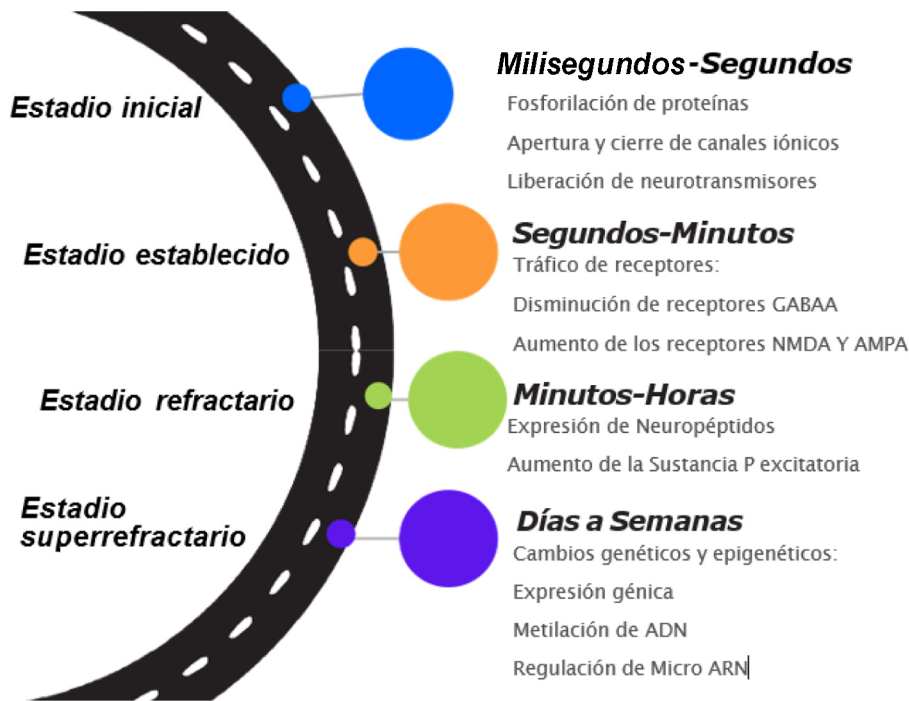 Estadio inicial
Milisegundos-Segundos
Fosforilación de proteínas
Apertura y cierre de canales iónicos
Liberación de neurotransmisores
Estadio establecido
Segundos-Minutos
Tráfico de receptores:
Disminución de receptores GABAA
Aumento de los receptores NMDA Y AMPA
Estadio refractario
Minutos-Horas
Expresión de Neuropéptidos
Aumento de la Sustancia P excitatoria
Estadio
superrefractario
Días a Semanas
Cambios genéticos y epigenéticos:
Expresión génica
Metilación de ADN
Regulación de Micro ARN